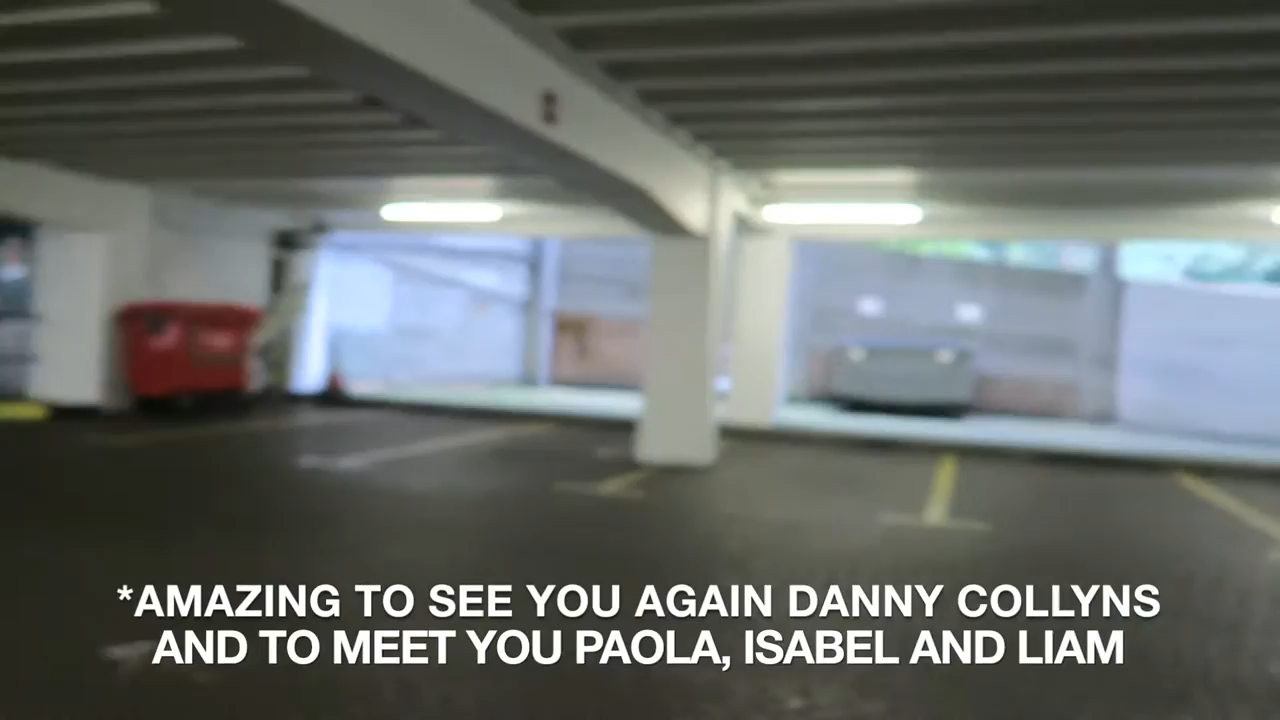 *AMAZING TO SEE YOU AGAIN DANNY COLLYNS
AND TO MEET YOU PAOLA, ISABEL AND LIAM